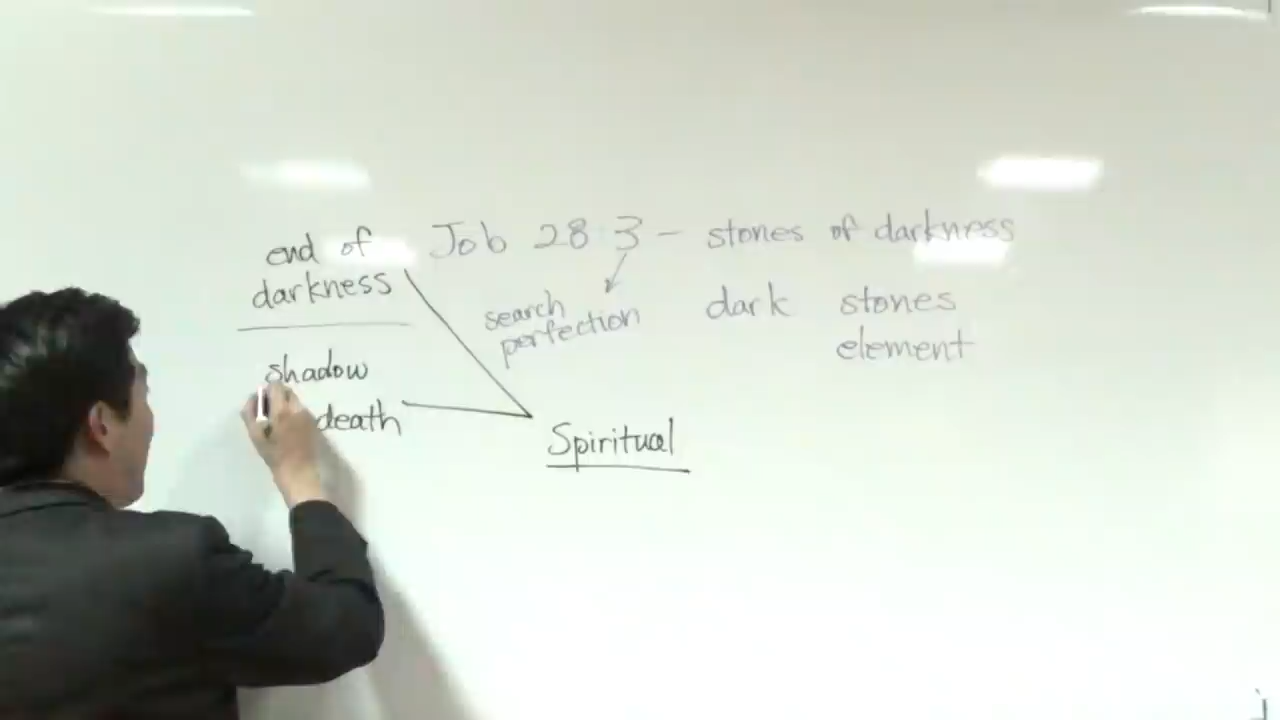 end of
darkness
shadow
death
Job 28 3 – stones of darkness
search
perfection
dark stones
element
Spiritual